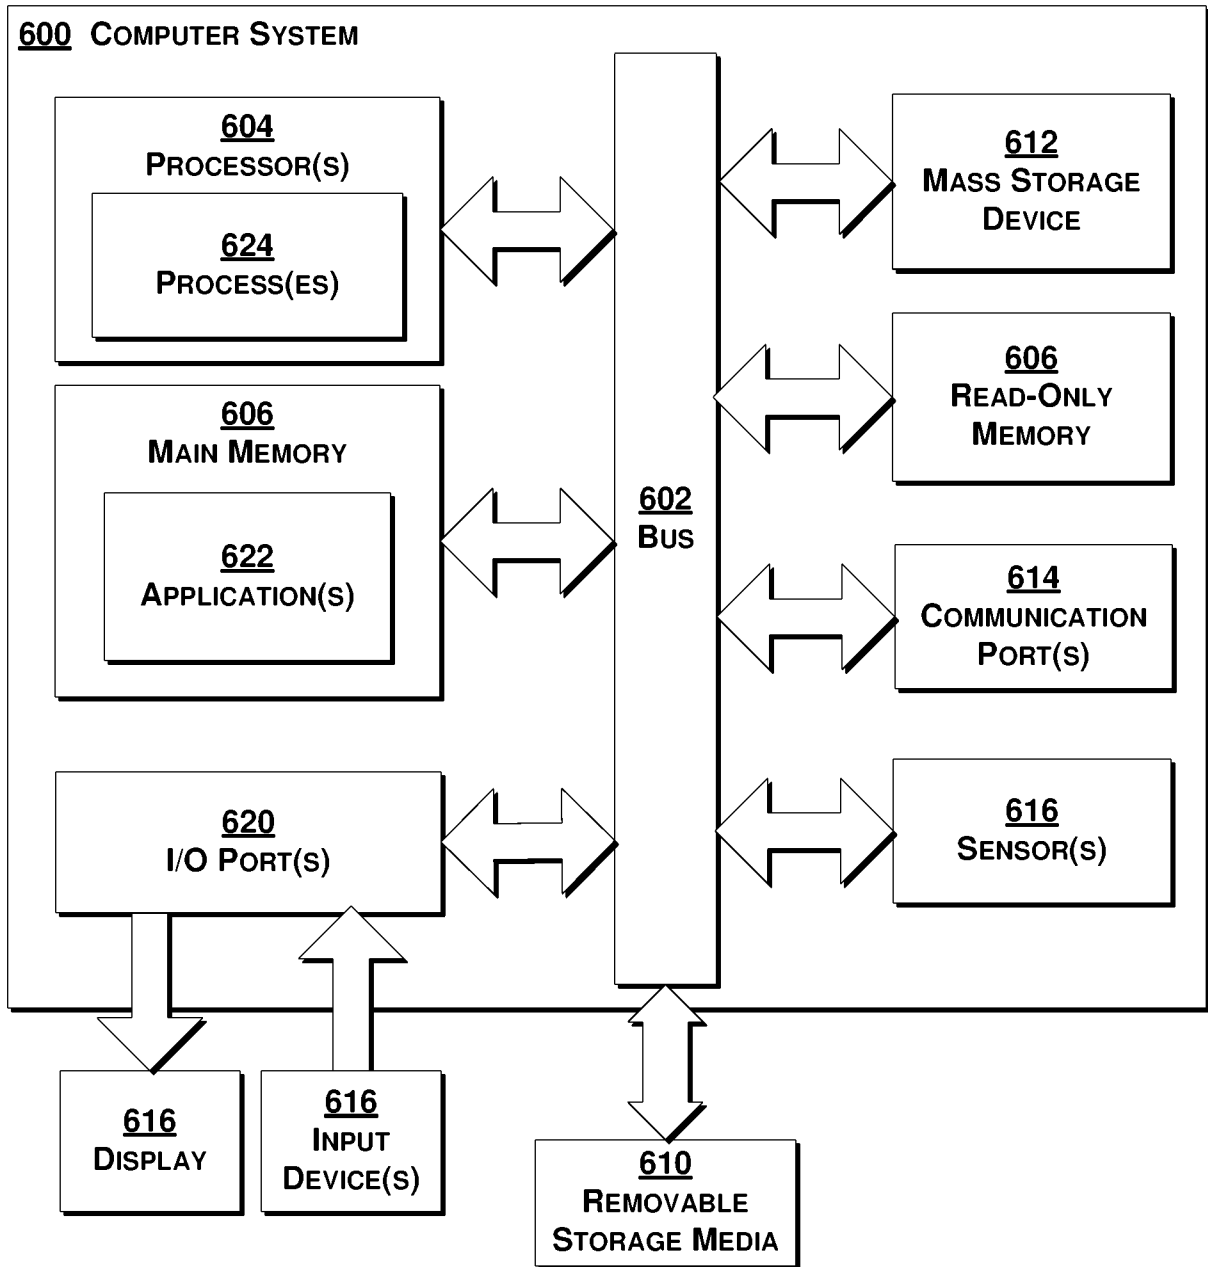 600 COMPUTER SYSTEM
604
PROCESSOR(S)
624
PROCESS(ES)
606
MAIN MEMORY
622
APPLICATION(S)
620
I/O PORT(S)
602
BUS
612
MASS STORAGE
DEVICE
606
READ-ONLY
MEMORY
614
COMMUNICATION
PORT(S)
616
SENSOR(S)
616
DISPLAY
616
INPUT
DEVICE(S)
610
REMOVABLE
STORAGE MEDIA